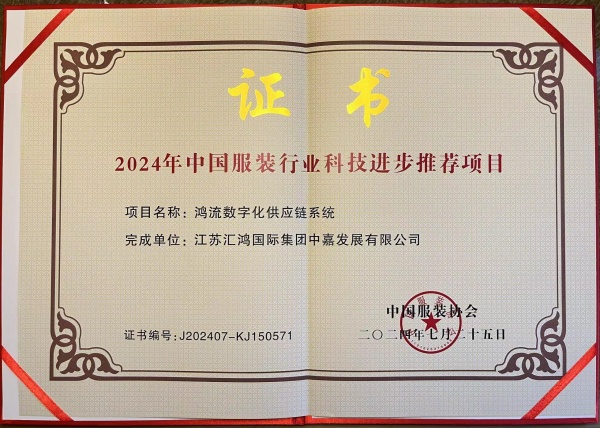 证书
2024年中国服装行业科技进步推荐项目
项目名称：鸿流数字化供应链系统
完成单位：江苏汇鸿国际集团中嘉发展有限公司
中国服装协会
证书编号：J202407-KJ150571
二〇二四年七月二十五日